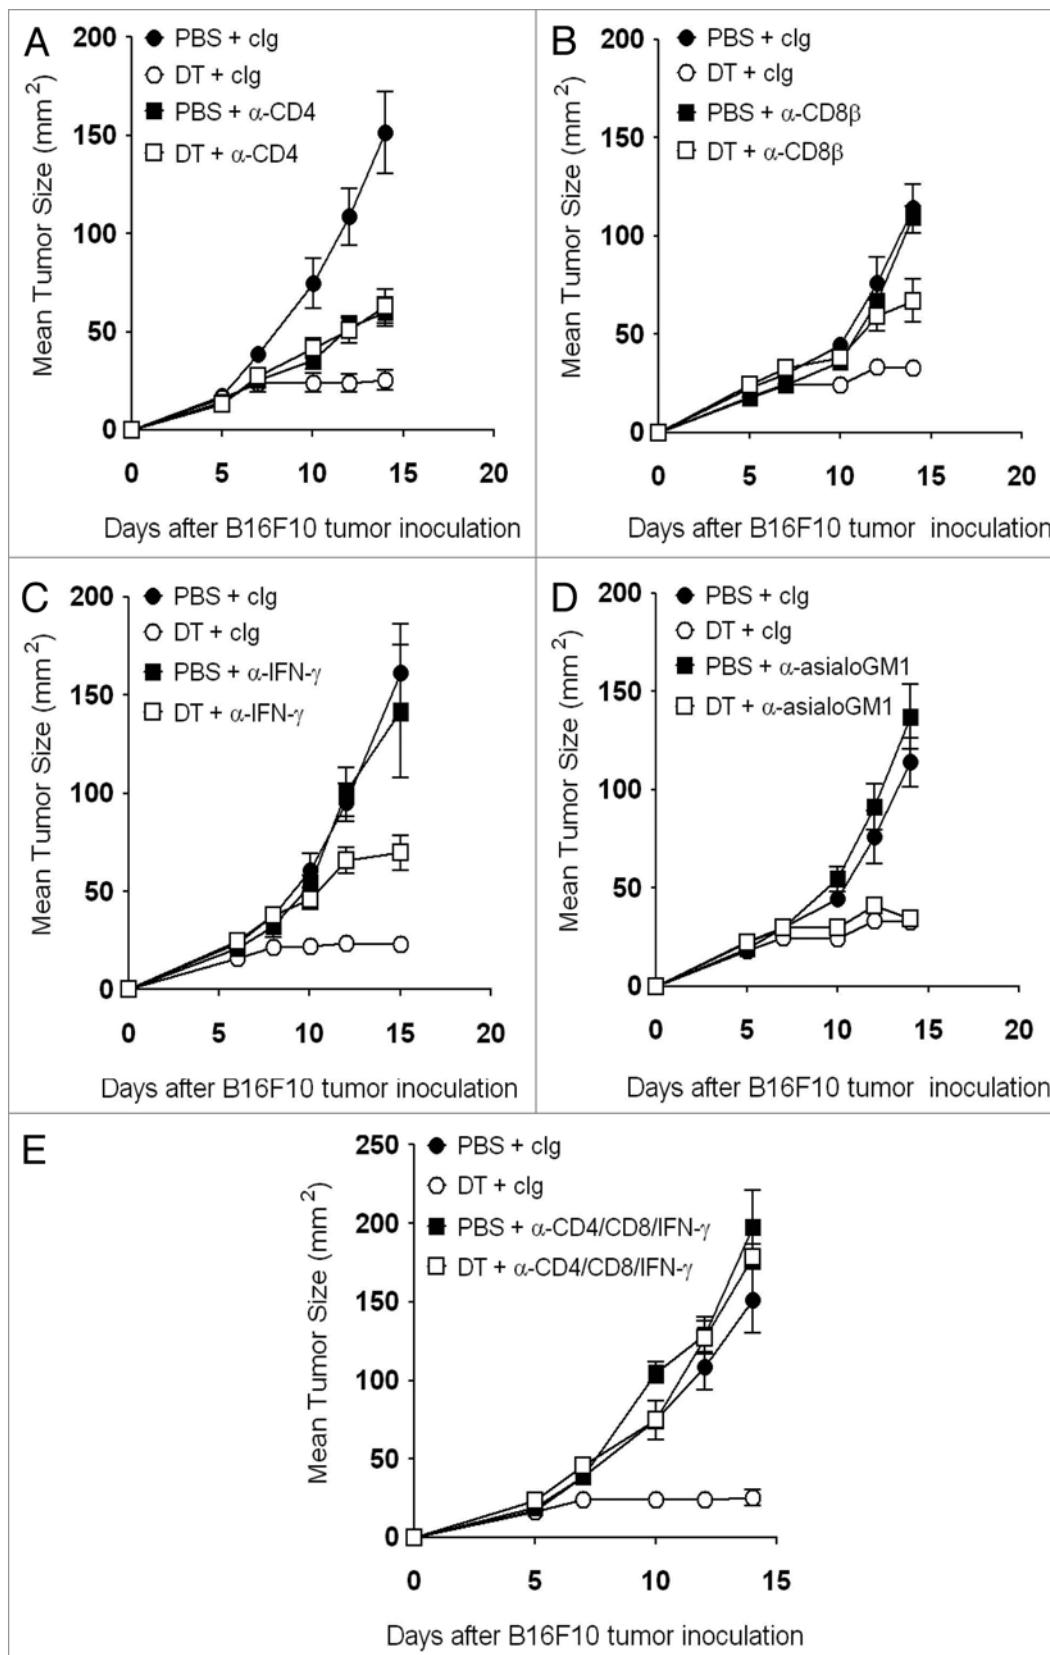 A
200
150
100
50
0
Mean Tumor Size (mm²)
PBS + cIg
DT + cIg
PBS + α-CD4
DT + α-CD4
0 5 10 15 20
Days after B16F10 tumor inoculation
B
200
150
100
50
0
Mean Tumor Size (mm²)
PBS + cIg
DT + cIg
PBS + α-CD8β
DT + α-CD8β
0 5 10 15 20
Days after B16F10 tumor inoculation
C
200
150
100
50
0
Mean Tumor Size (mm²)
PBS + cIg
DT + cIg
PBS + α-IFN-γ
DT + α-IFN-γ
0 5 10 15 20
Days after B16F10 tumor inoculation
D
200
150
100
50
0
Mean Tumor Size (mm²)
PBS + cIg
DT + cIg
PBS + α-asialoGM1
DT + α-asialoGM1
0 5 10 15 20
Days after B16F10 tumor inoculation
E
250
200
150
100
50
0
Mean Tumor Size (mm²)
PBS + cIg
DT + cIg
PBS + α-CD4/CD8/IFN-γ
DT + α-CD4/CD8/IFN-γ
0 5 10 15
Days after B16F10 tumor inoculation